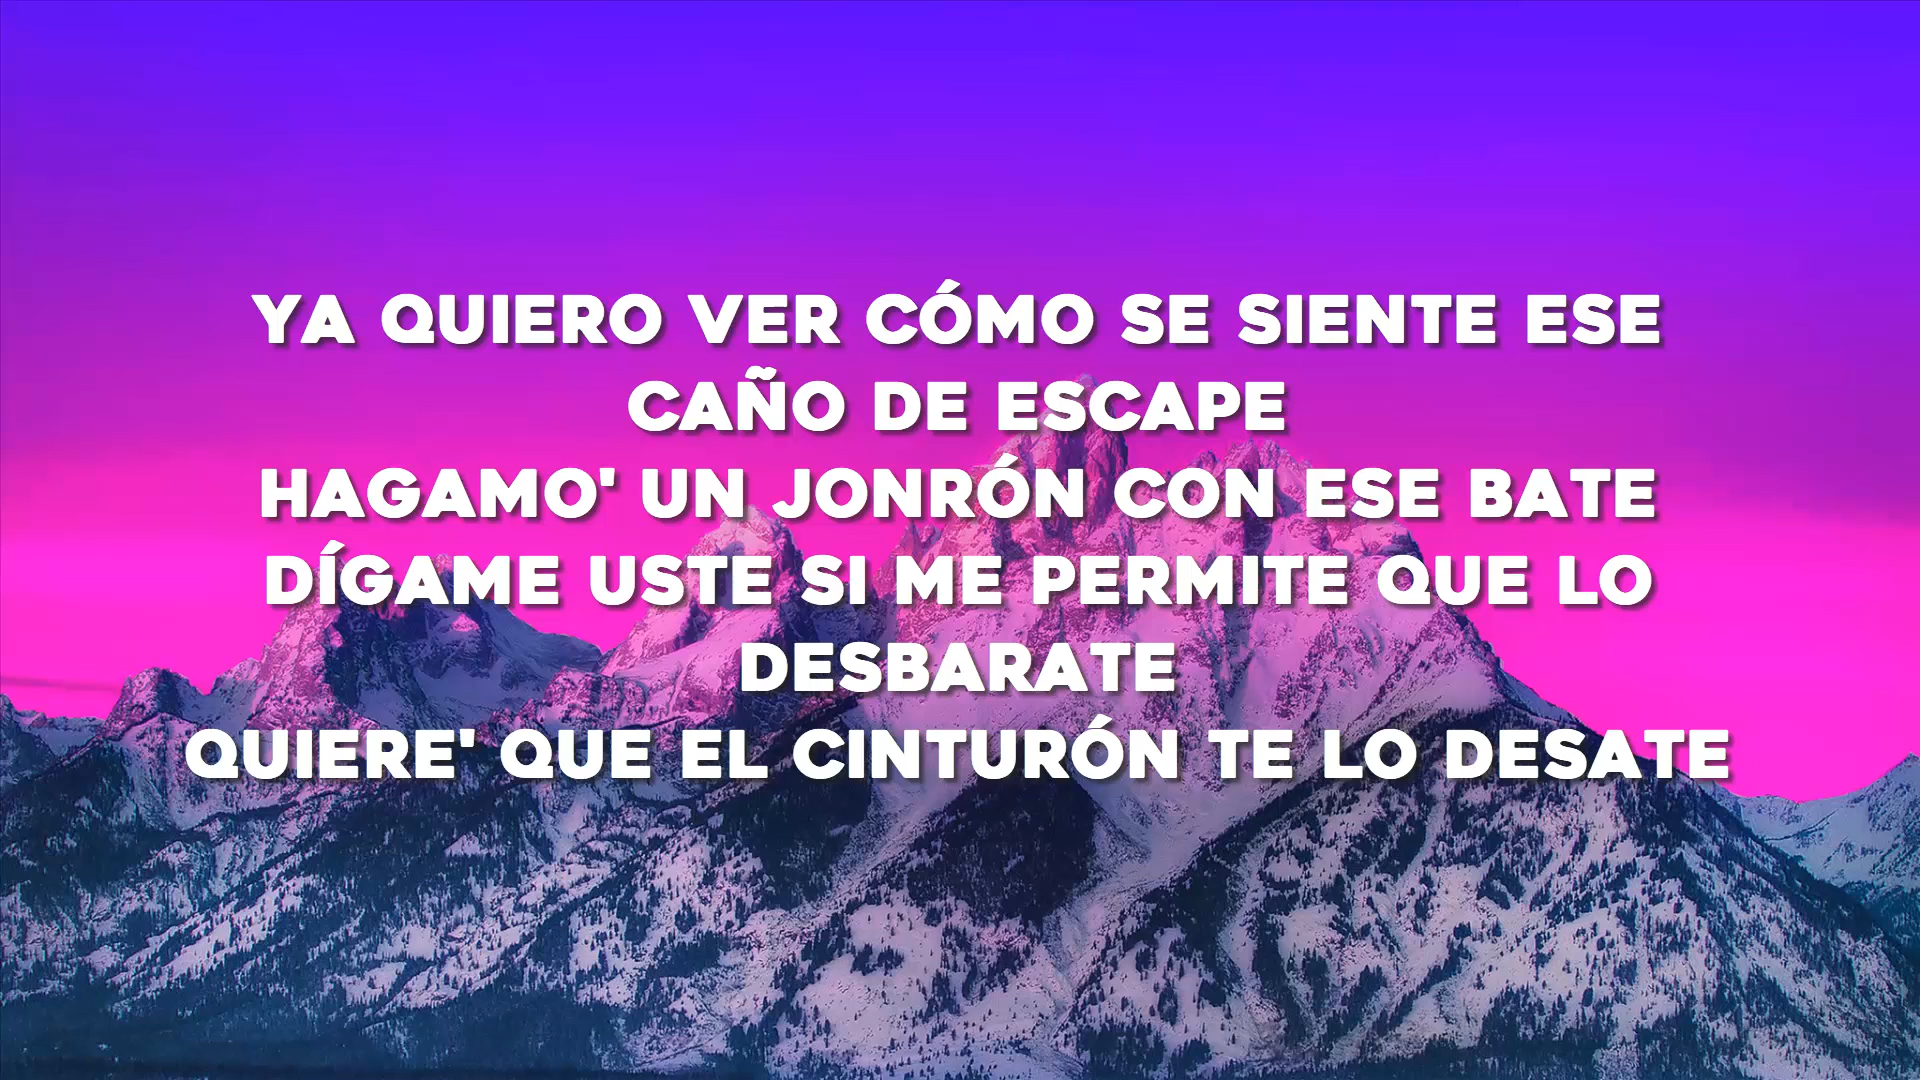 YA QUIERO VER CÓMO SE SIENTE ESE
CAÑO DE ESCAPE
HAGAMO' UN JONRÓN CON ESE BATE
DÍGAME USTE SI ME PERMITE QUE LO
DESBARATE
QUIERE' QUE EL CINTURÓN TE LO DESATE